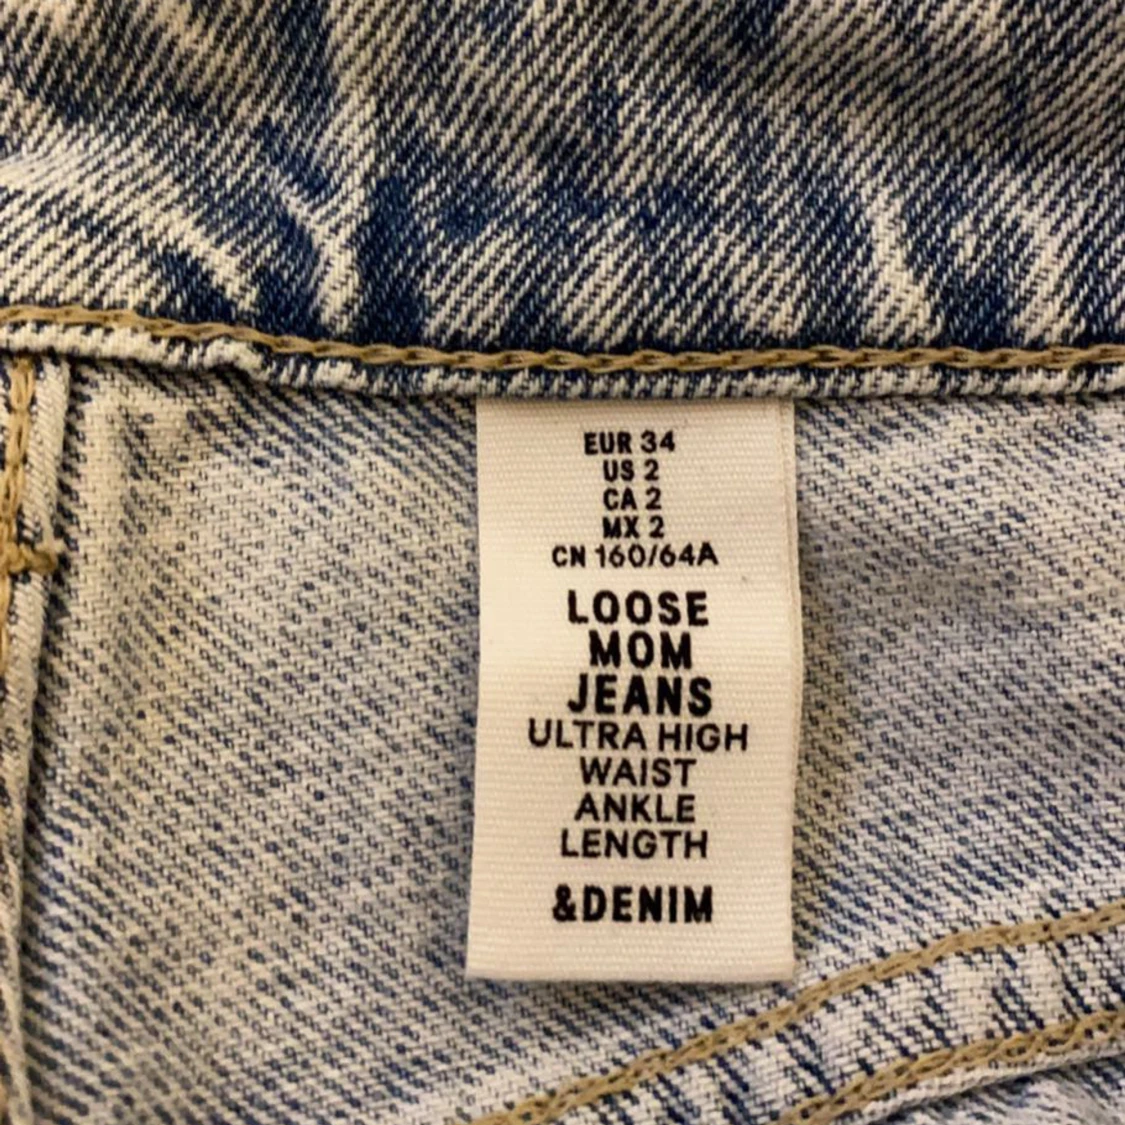 EUR 34
US 2
CA 2
MX 2
CN 160/64A
LOOSE
MOM
JEANS
ULTRA HIGH
WAIST
ANKLE
LENGTH
&DENIM